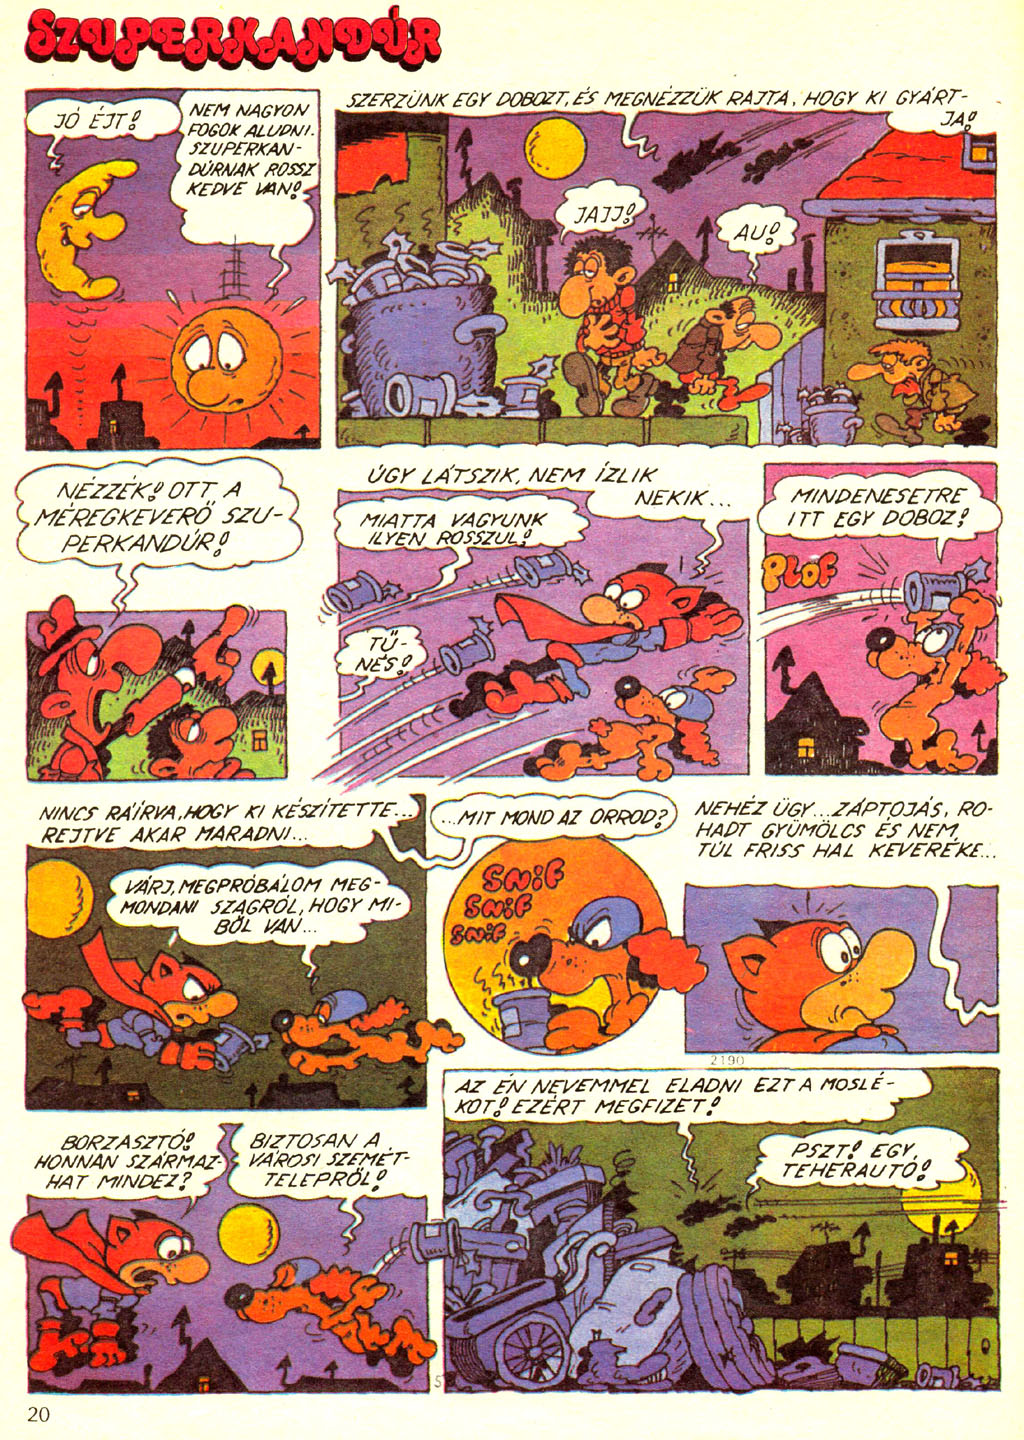 SZUPERKANDÚR
JÓ ÉJT!
NEM NAGYON
FOGOK ALUDNI.
SZUPERKAN-
DÚRNAK ROSSZ
KEDVE VAN!
SZERZÜNK EGY DOBOZT, ÉS MEGNÉZZÜK RAJTA, HOGY KI GYÁRT-
JA!
JAJJ!
AU!
NÉZZÉK! OTT A
MÉREGKEVERŐ SZU-
PERKANDÚR!
ÚGY LÁTSZIK, NEM ÍZLIK
NEKIK...
MIATTA VAGYUNK
ILYEN ROSSZUL!
TŰ-
NÉS!
MINDENESETRE
ITT EGY DOBOZ!
PLOF
NINCS RÁÍRVA, HOGY KI KÉSZÍTETTE...
REJTVE AKAR MARADNI...
VÁRJ, MEGPRÓBÁLOM MEG-
MONDANI SZAGRÓL, HOGY MI-
BŐL VAN...
...MIT MOND AZ ORROD?
SNIF
SNIF
SNIF
NEHÉZ ÜGY...ZÁPTOJÁS, RO-
HADT GYÜMÖLCS ÉS NEM
TÚL FRISS HAL KEVERÉKE...
2190
BORZASZTÓ!
HONNAN SZÁRMAZ-
HAT MINDEZ?
BIZTOSAN A
VÁROSI SZEMÉT-
TELEPRŐL!
AZ ÉN NEVEMMEL ELADNI EZT A MOSLÉ-
KOT! EZÉRT MEGFIZET!
PSZT! EGY
TEHERAUTÓ!
5
20